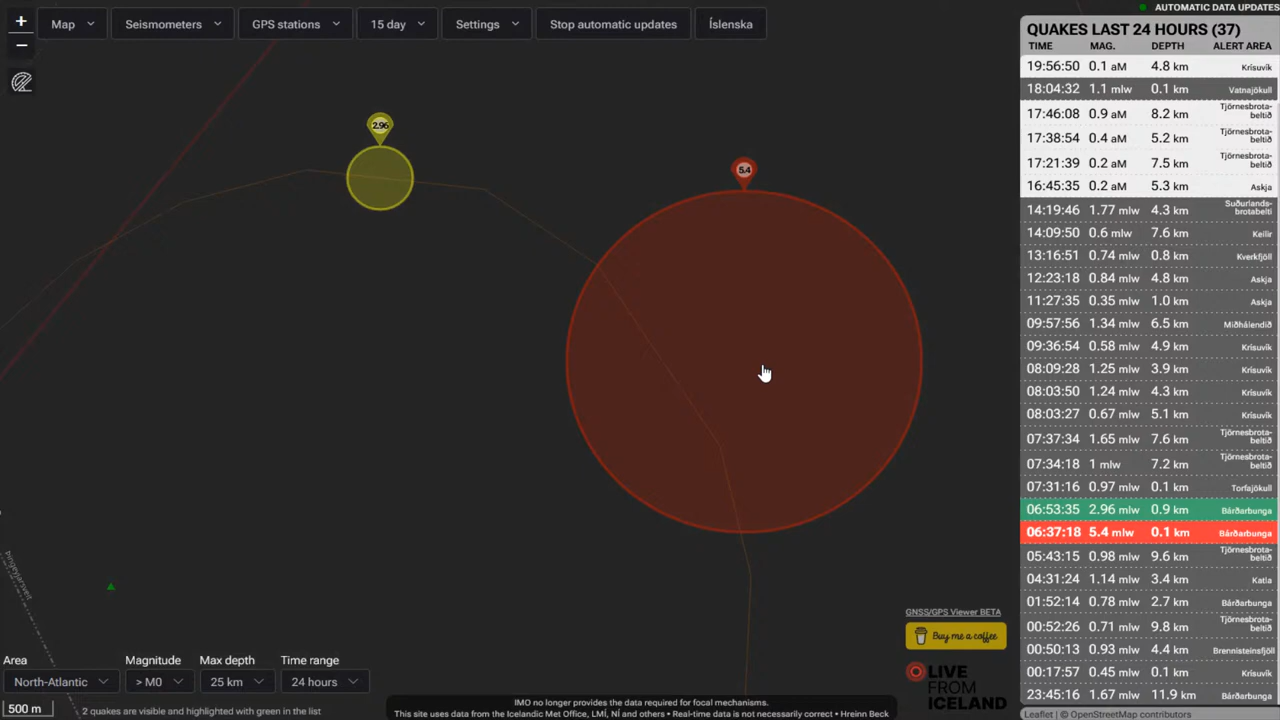 AUTOMATIC DATA UPDATES
+
Map
Seismometers
GPS stations
15 day
Settings
Stop automatic updates
Íslenska
−
QUAKES LAST 24 HOURS (37)
TIME MAG. DEPTH ALERT AREA
19:56:50 0.1 aM 4.8 km Krísuvík
18:04:32 1.1 mlw 0.1 km Vatnajökull
17:46:08 0.9 aM 8.2 km Tjörnesbrota-
beltið
17:38:54 0.4 aM 5.2 km Tjörnesbrota-
beltið
17:21:39 0.2 aM 7.5 km Tjörnesbrota-
beltið
16:45:35 0.2 aM 5.3 km Askja
14:19:46 1.77 mlw 4.3 km Suðurlands-
brotabelti
14:09:50 0.6 mlw 7.6 km Keilir
13:16:51 0.74 mlw 0.8 km Kverkfjöll
12:23:18 0.84 mlw 4.8 km Askja
11:27:35 0.35 mlw 1.0 km Askja
09:57:56 1.34 mlw 6.5 km Miðhálendið
09:36:54 0.58 mlw 4.9 km Krísuvík
08:09:28 1.25 mlw 3.9 km Krísuvík
08:03:50 1.24 mlw 4.3 km Krísuvík
08:03:27 0.67 mlw 5.1 km Krísuvík
07:37:34 1.65 mlw 7.6 km Tjörnesbrota-
beltið
07:34:18 1 mlw 7.2 km Tjörnesbrota-
beltið
07:31:16 0.97 mlw 0.1 km Torfajökull
06:53:35 2.96 mlw 0.9 km Bárðarbunga
06:37:18 5.4 mlw 0.1 km Bárðarbunga
05:43:15 0.98 mlw 9.6 km Tjörnesbrota-
beltið
04:31:24 1.14 mlw 3.4 km Katla
01:52:14 0.78 mlw 2.7 km Bárðarbunga
00:52:26 0.71 mlw 9.8 km Tjörnesbrota-
beltið
00:50:13 0.93 mlw 4.4 km Brennisteinsfjöll
00:17:57 0.45 mlw 0.1 km Krísuvík
23:45:16 1.67 mlw 11.9 km Bárðarbunga
2.96
5.4
Þingeyjarsveit
GNSS/GPS Viewer BETA
Buy me a coffee
LIVE
FROM
ICELAND
Area Magnitude Max depth Time range
North-Atlantic > M0 25 km 24 hours
500 m
2 quakes are visible and highlighted with green in the list
IMO no longer provides the data required for focal mechanisms.
This site uses data from the Icelandic Met Office, LMÍ, NÍ and others • Real-time data is not necessarily correct • Hreinn Beck
Leaflet | © OpenStreetMap contributors